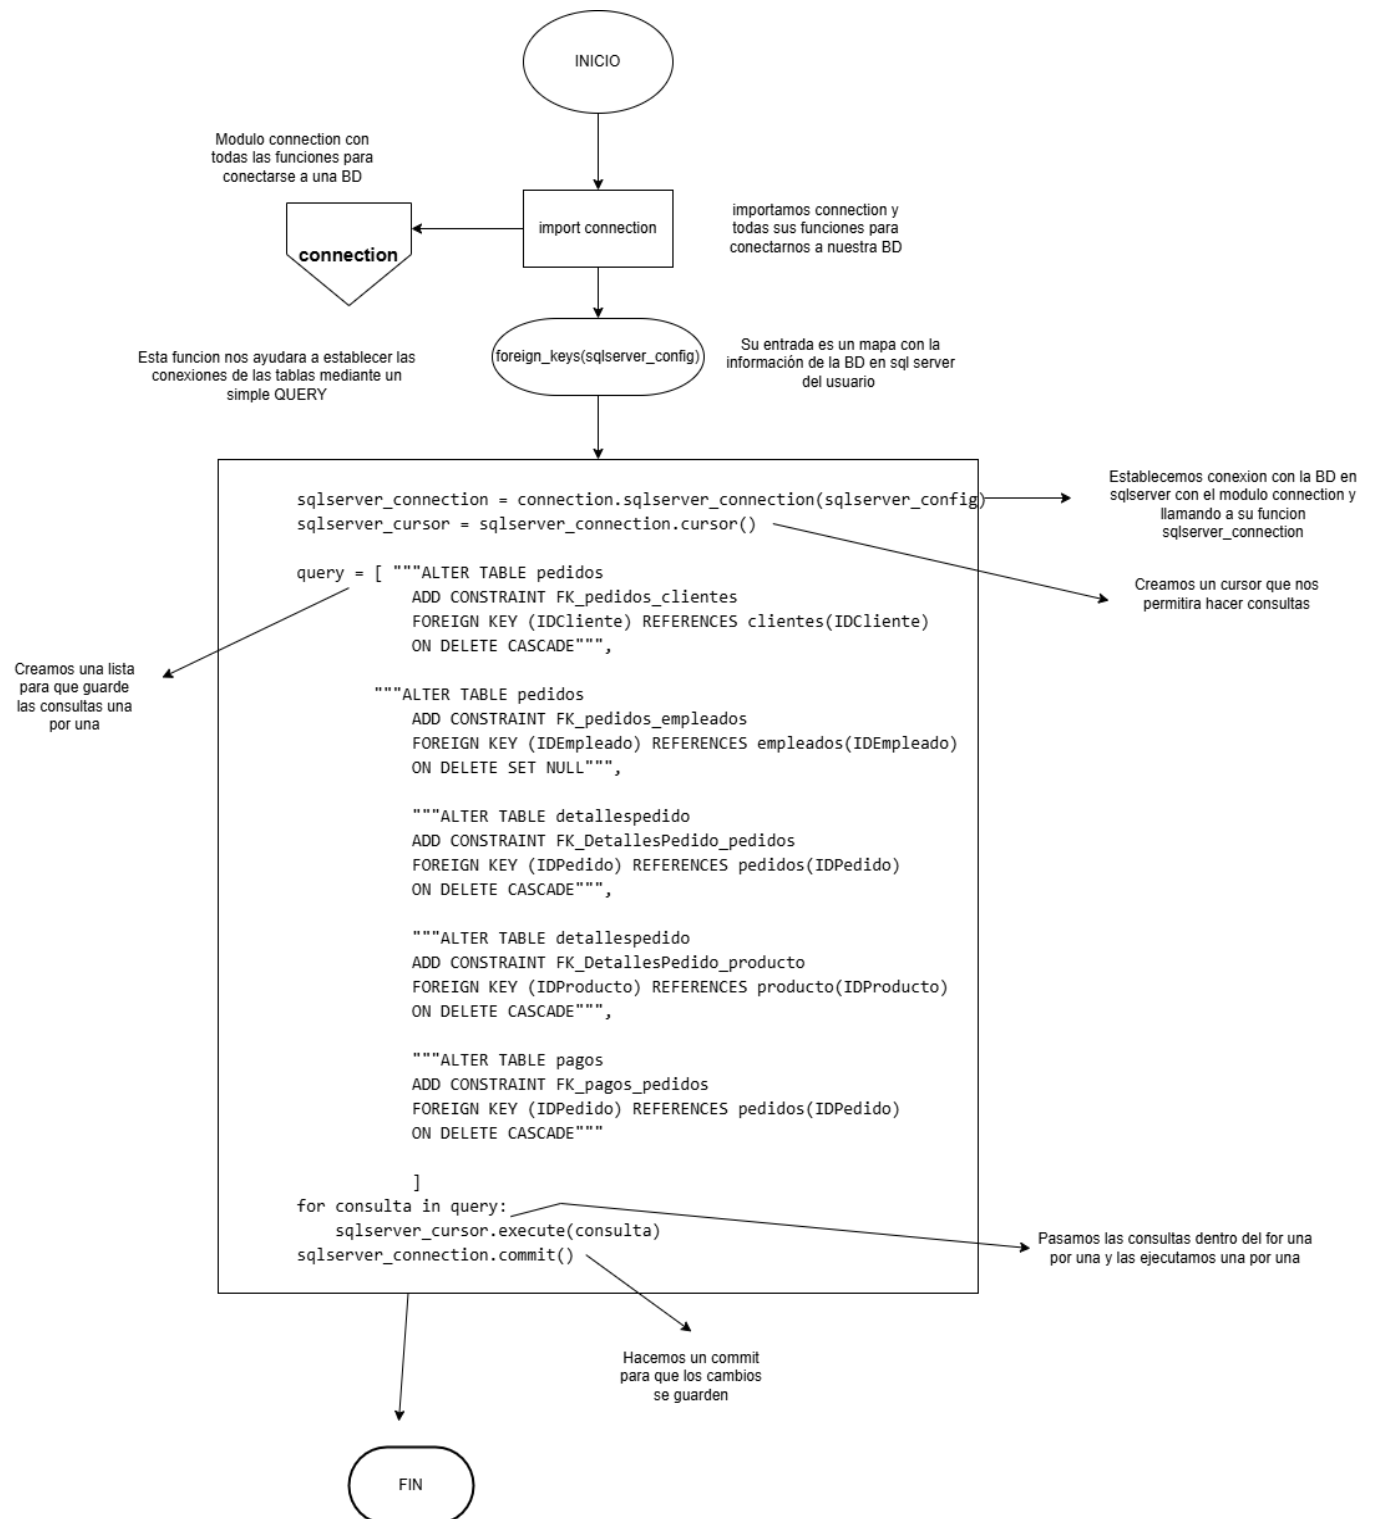 INICIO
Modulo connection con
todas las funciones para
conectarse a una BD
import connection
importamos connection y
todas sus funciones para
conectarnos a nuestra BD
connection
Esta funcion nos ayudara a establecer las
conexiones de las tablas mediante un
simple QUERY
foreign_keys(sqlserver_config)
Su entrada es un mapa con la
información de la BD en sql server
del usuario
sqlserver_connection = connection.sqlserver_connection(sqlserver_config)
sqlserver_cursor = sqlserver_connection.cursor()
Establecemos conexion con la BD en
sqlserver con el modulo connection y
llamando a su funcion
sqlserver_connection
Creamos un cursor que nos
permitira hacer consultas
query = [ """ALTER TABLE pedidos
ADD CONSTRAINT FK_pedidos_clientes
FOREIGN KEY (IDCliente) REFERENCES clientes(IDCliente)
ON DELETE CASCADE""",
Creamos una lista
para que guarde
las consultas una
por una
"""ALTER TABLE pedidos
ADD CONSTRAINT FK_pedidos_empleados
FOREIGN KEY (IDEmpleado) REFERENCES empleados(IDEmpleado)
ON DELETE SET NULL""",
"""ALTER TABLE detallespedido
ADD CONSTRAINT FK_DetallesPedido_pedidos
FOREIGN KEY (IDPedido) REFERENCES pedidos(IDPedido)
ON DELETE CASCADE""",
"""ALTER TABLE detallespedido
ADD CONSTRAINT FK_DetallesPedido_producto
FOREIGN KEY (IDProducto) REFERENCES producto(IDProducto)
ON DELETE CASCADE""",
"""ALTER TABLE pagos
ADD CONSTRAINT FK_pagos_pedidos
FOREIGN KEY (IDPedido) REFERENCES pedidos(IDPedido)
ON DELETE CASCADE"""
]
for consulta in query:
sqlserver_cursor.execute(consulta)
sqlserver_connection.commit()
Pasamos las consultas dentro del for una
por una y las ejecutamos una por una
Hacemos un commit
para que los cambios
se guarden
FIN